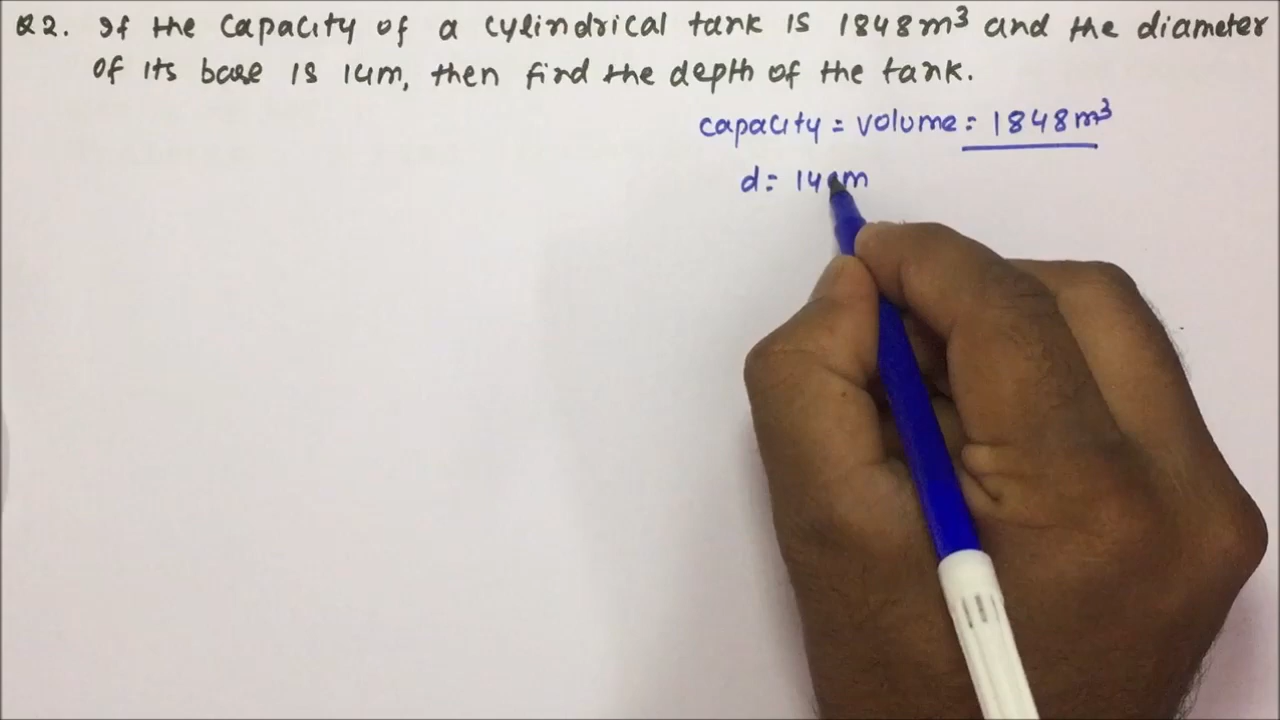 Q2. If the capacity of a cylindrical tank is 1848m³ and the diameter
of its base is 14m, then find the depth of the tank.
capacity = volume = 1848m³
d = 14